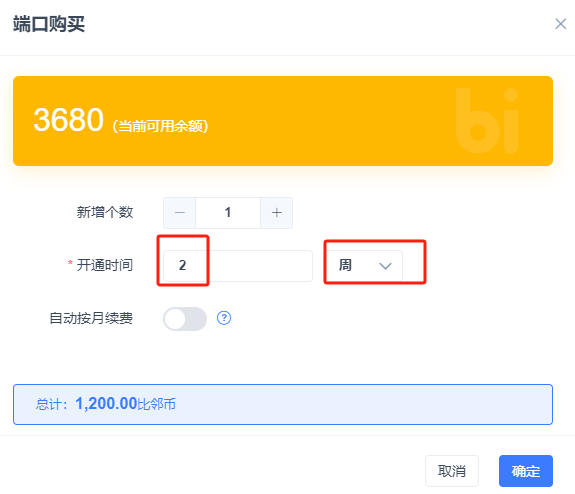 端口购买
3680 (当前可用余额)
bi
新增个数 1
* 开通时间 2 周
自动按月续费
总计：1,200.00比邻币
取消 确定